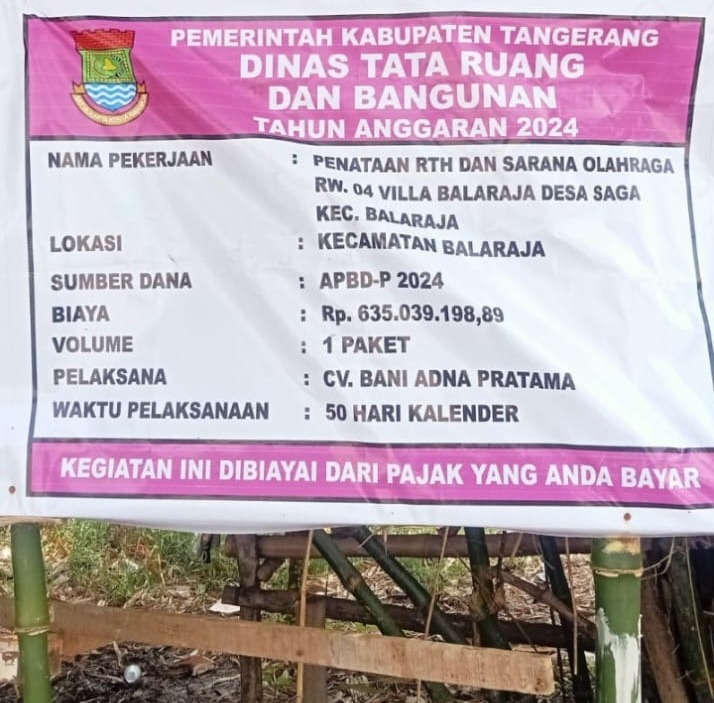 PEMERINTAH KABUPATEN TANGERANG
DINAS TATA RUANG
DAN BANGUNAN
TAHUN ANGGARAN 2024
NAMA PEKERJAAN : PENATAAN RTH DAN SARANA OLAHRAGA
RW. 04 VILLA BALARAJA DESA SAGA
KEC. BALARAJA
LOKASI : KECAMATAN BALARAJA
SUMBER DANA : APBD-P 2024
BIAYA : Rp. 635.039.198,89
VOLUME : 1 PAKET
PELAKSANA : CV. BANI ADNA PRATAMA
WAKTU PELAKSANAAN : 50 HARI KALENDER
KEGIATAN INI DIBIAYAI DARI PAJAK YANG ANDA BAYAR